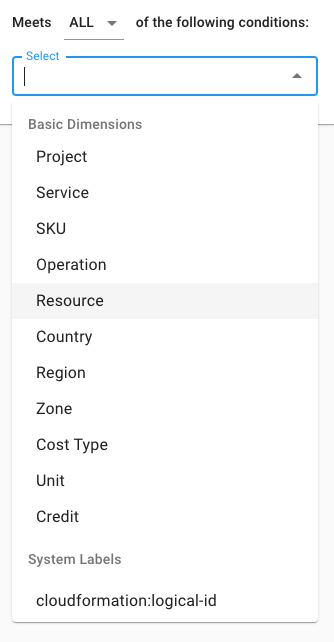 Meets ALL of the following conditions:
Select
Basic Dimensions
Project
Service
SKU
Operation
Resource
Country
Region
Zone
Cost Type
Unit
Credit
System Labels
cloudformation:logical-id